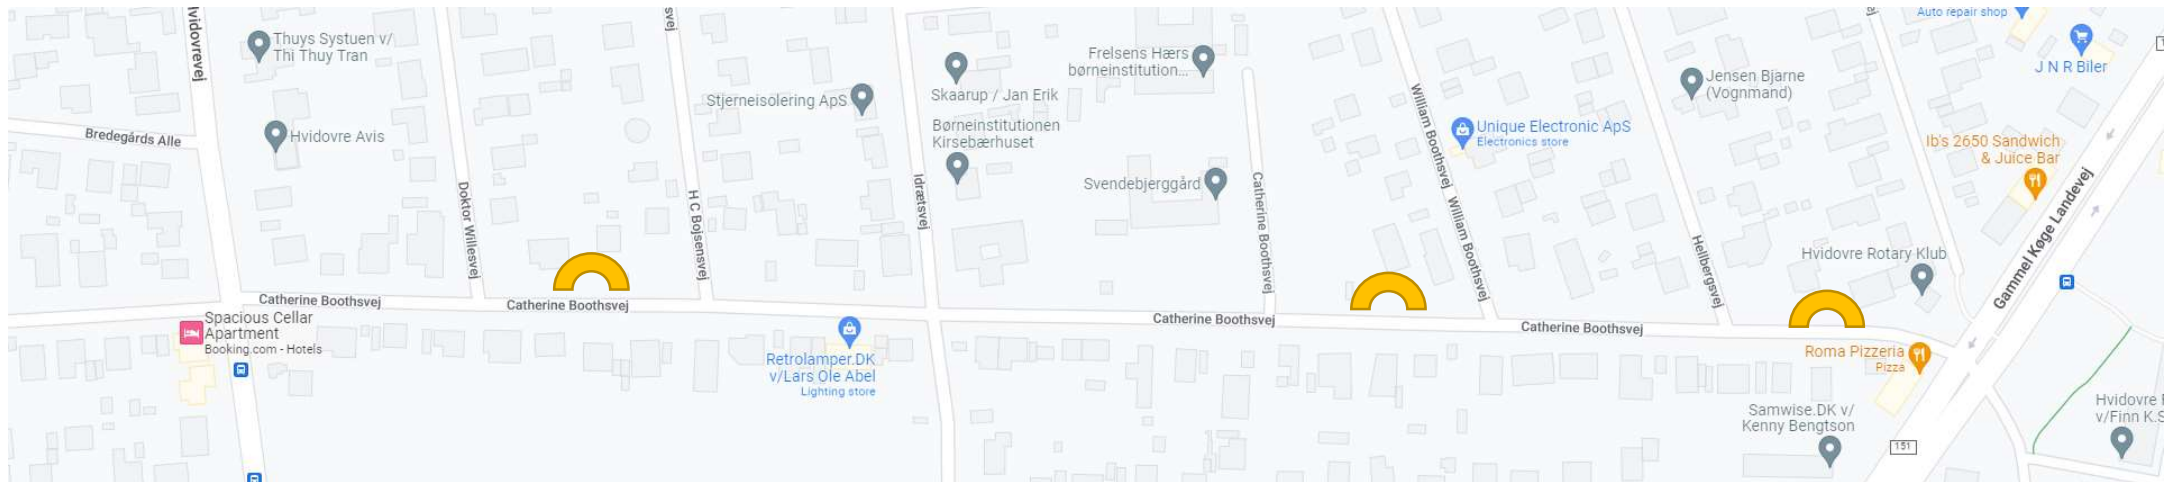 Hvidovrevej
Thuys Systuen v/
Thi Thuy Tran
Bredegårds Alle
Hvidovre Avis
Doktor Willesvej
svej
H C Bojsensvej
Stjerneisolering ApS
Idrætsvej
Skaarup / Jan Erik
Børneinstitutionen
Kirsebærhuset
Frelsens Hærs
børneinstitution...
Svendebjerggård
Catherine Boothsvej
William Boothsvej
William Boothsvej
Unique Electronic ApS
Electronics store
Jensen Bjarne
(Vognmand)
Hellbergsvej
ej
Auto repair shop
J N R Biler
Ib's 2650 Sandwich
& Juice Bar
Gammel Køge Landevej
Hvidovre Rotary Klub
Catherine Boothsvej
Catherine Boothsvej
Catherine Boothsvej
Catherine Boothsvej
Spacious Cellar
Apartment
Booking.com - Hotels
Retrolamper.DK
v/Lars Ole Abel
Lighting store
Roma Pizzeria
Pizza
Samwise.DK v/
Kenny Bengtson
151
Hvidovre
v/Finn K.S